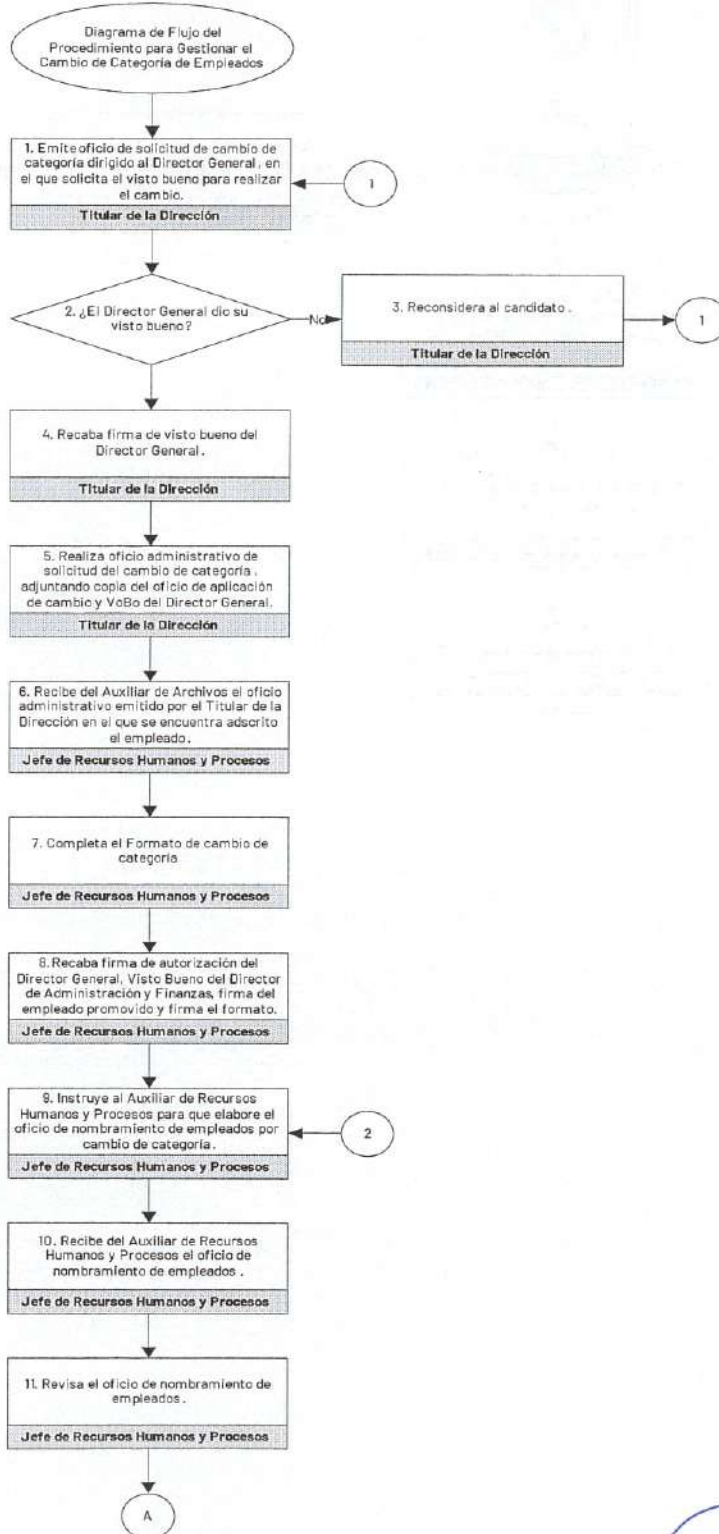 Diagrama de Flujo del
Procedimiento para Gestionar el
Cambio de Categoría de Empleados
1. Emite oficio de solicitud de cambio de
categoría dirigido al Director General, en
el que solicita el visto bueno para realizar
el cambio.
Titular de la Dirección
1
2. ¿El Director General dio su
visto bueno?
No
3. Reconsidera al candidato.
Titular de la Dirección
1
4. Recaba firma de visto bueno del
Director General.
Titular de la Dirección
5. Realiza oficio administrativo de
solicitud del cambio de categoría,
adjuntando copia del oficio de aplicación
de cambio y VoBo del Director General.
Titular de la Dirección
6. Recibe del Auxiliar de Archivos el oficio
administrativo emitido por el Titular de la
Dirección en el que se encuentra adscrito
el empleado.
Jefe de Recursos Humanos y Procesos
7. Completa el Formato de cambio de
categoría
Jefe de Recursos Humanos y Procesos
8. Recaba firma de autorización del
Director General, Visto Bueno del Director
de Administración y Finanzas, firma del
empleado promovido y firma el formato.
Jefe de Recursos Humanos y Procesos
9. Instruye al Auxiliar de Recursos
Humanos y Procesos para que elabore el
oficio de nombramiento de empleados por
cambio de categoría.
Jefe de Recursos Humanos y Procesos
2
10. Recibe del Auxiliar de Recursos
Humanos y Procesos el oficio de
nombramiento de empleados.
Jefe de Recursos Humanos y Procesos
11. Revisa el oficio de nombramiento de
empleados.
Jefe de Recursos Humanos y Procesos
A